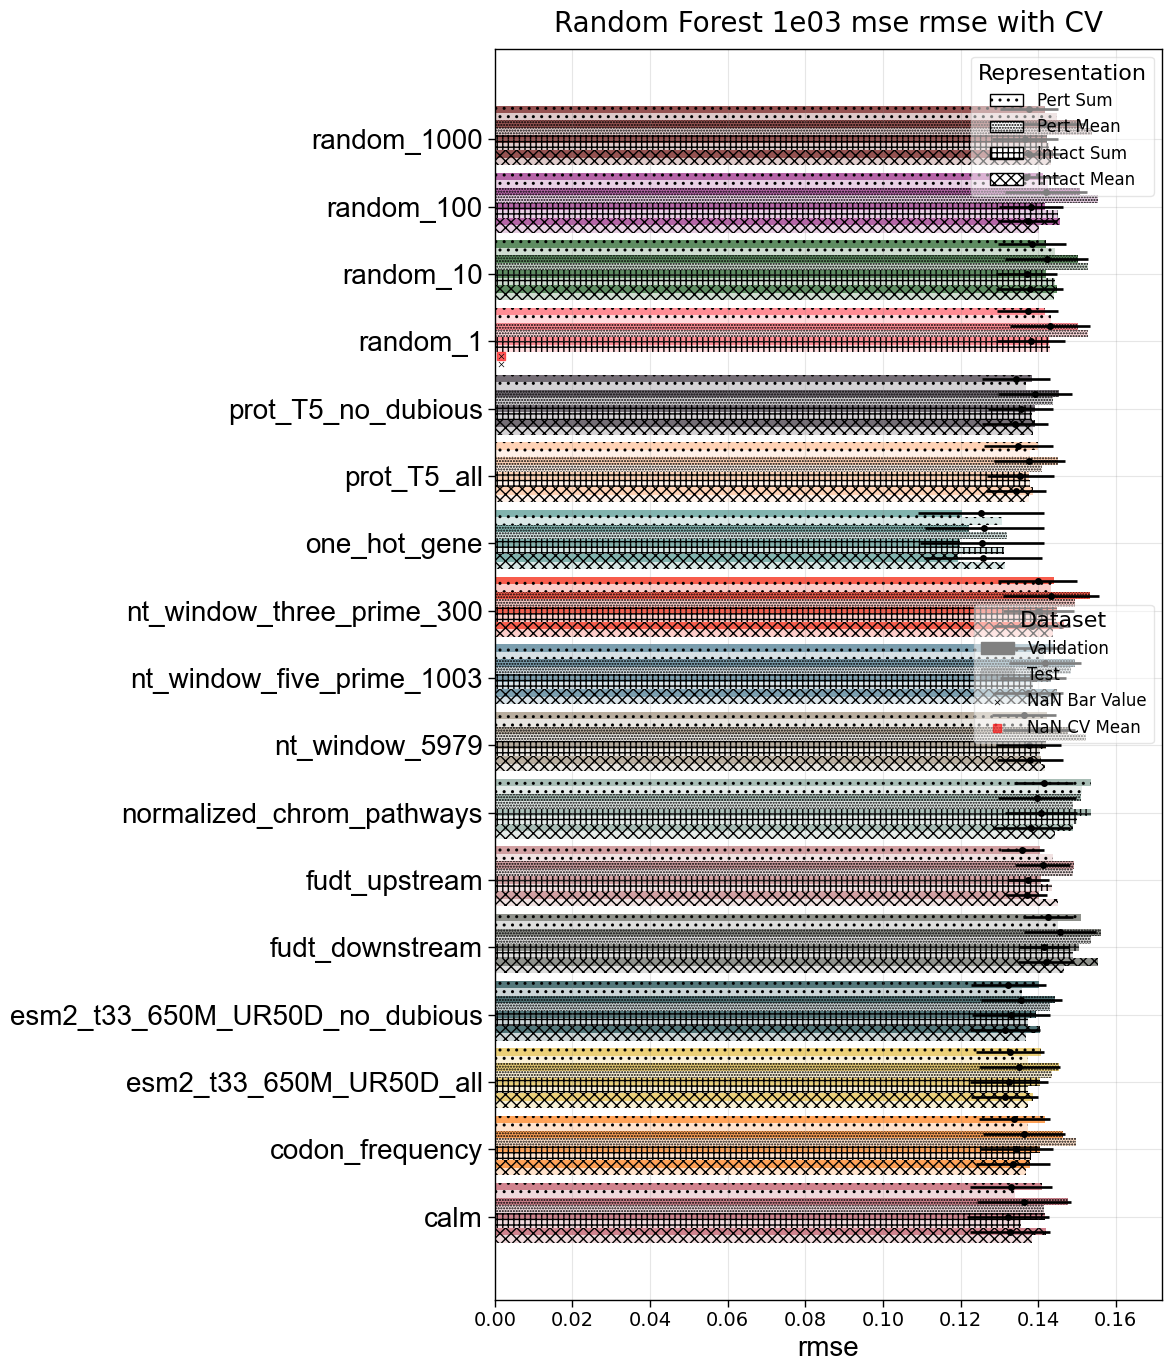 Random Forest 1e03 mse rmse with CV
Representation
Pert Sum
Pert Mean
Intact Sum
Intact Mean
random_1000
random_100
random_10
random_1
prot_T5_no_dubious
prot_T5_all
one_hot_gene
nt_window_three_prime_300
Dataset
Validation
Test
NaN Bar Value
NaN CV Mean
nt_window_five_prime_1003
nt_window_5979
normalized_chrom_pathways
fudt_upstream
fudt_downstream
esm2_t33_650M_UR50D_no_dubious
esm2_t33_650M_UR50D_all
codon_frequency
calm
0.00 0.02 0.04 0.06 0.08 0.10 0.12 0.14 0.16
rmse